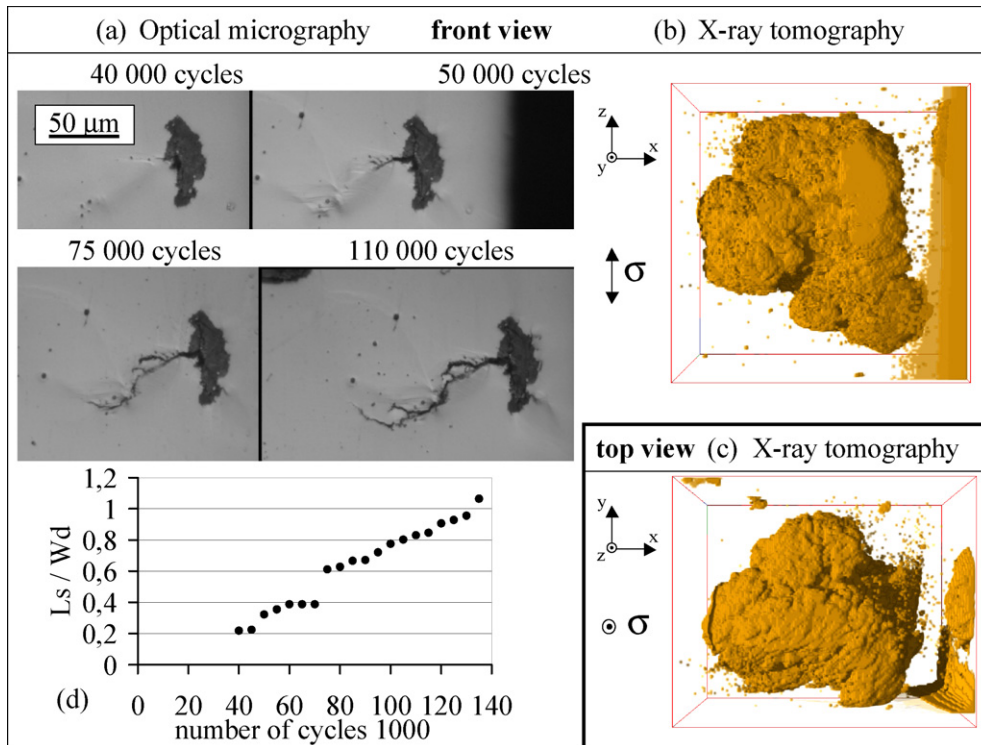 (a) Optical micrography front view (b) X-ray tomography
40 000 cycles 50 000 cycles
50 µm
z
y x
σ
75 000 cycles 110 000 cycles
top view (c) X-ray tomography
y
z x
σ
1,2
1
0,8
0,6
0,4
0,2
0
Ls / Wd
0 20 40 60 80 100 120 140
number of cycles 1000
(d)